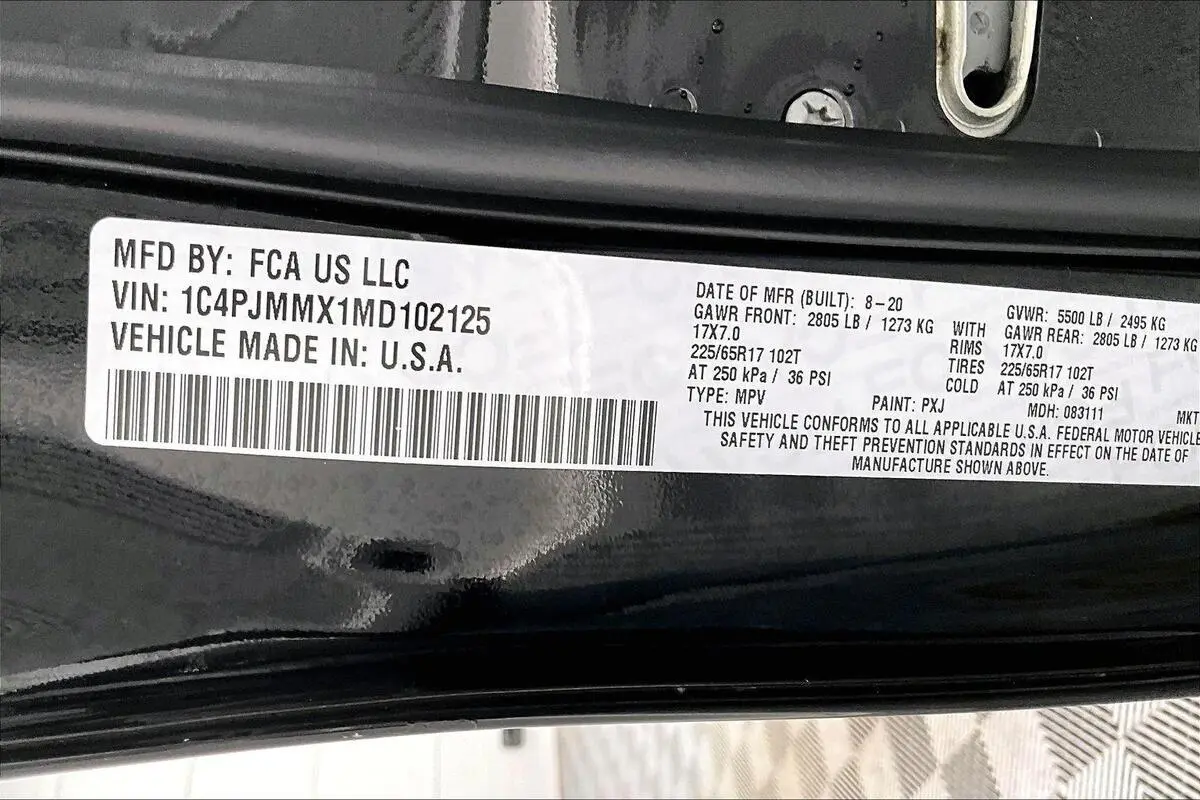 MFD BY: FCA US LLC
VIN: 1C4PJMMX1MD102125
VEHICLE MADE IN: U.S.A.
DATE OF MFR (BUILT): 8-20
GVWR: 5500 LB / 2495 KG
GAWR FRONT: 2805 LB / 1273 KG WITH GAWR REAR: 2805 LB / 1273 KG
17X7.0 RIMS 17X7.0
225/65R17 102T TIRES 225/65R17 102T
AT 250 kPa / 36 PSI COLD AT 250 kPa / 36 PSI
TYPE: MPV PAINT: PXJ MDH: 083111 MKT
THIS VEHICLE CONFORMS TO ALL APPLICABLE U.S.A. FEDERAL MOTOR VEHICLE
SAFETY AND THEFT PREVENTION STANDARDS IN EFFECT ON THE DATE OF
MANUFACTURE SHOWN ABOVE.